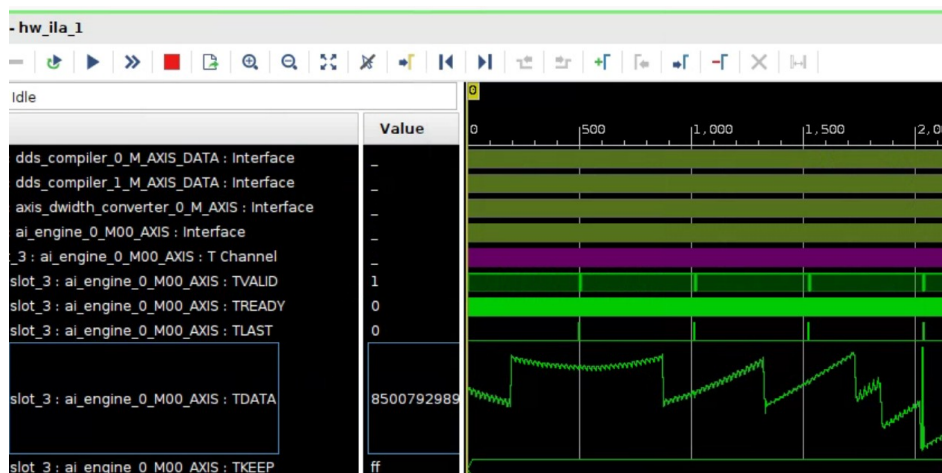 - hw_ila_1
Idle
Value
0
0 500 1,000 1,500 2,0
dds_compiler_0_M_AXIS_DATA : Interface _
dds_compiler_1_M_AXIS_DATA : Interface _
axis_dwidth_converter_0_M_AXIS : Interface _
ai_engine_0_M00_AXIS : Interface _
_3 : ai_engine_0_M00_AXIS : T Channel _
slot_3 : ai_engine_0_M00_AXIS : TVALID 1
slot_3 : ai_engine_0_M00_AXIS : TREADY 0
slot_3 : ai_engine_0_M00_AXIS : TLAST 0
slot_3 : ai_engine_0_M00_AXIS : TDATA 8500792989
slot_3 : ai_engine_0_M00_AXIS : TKEEP ff